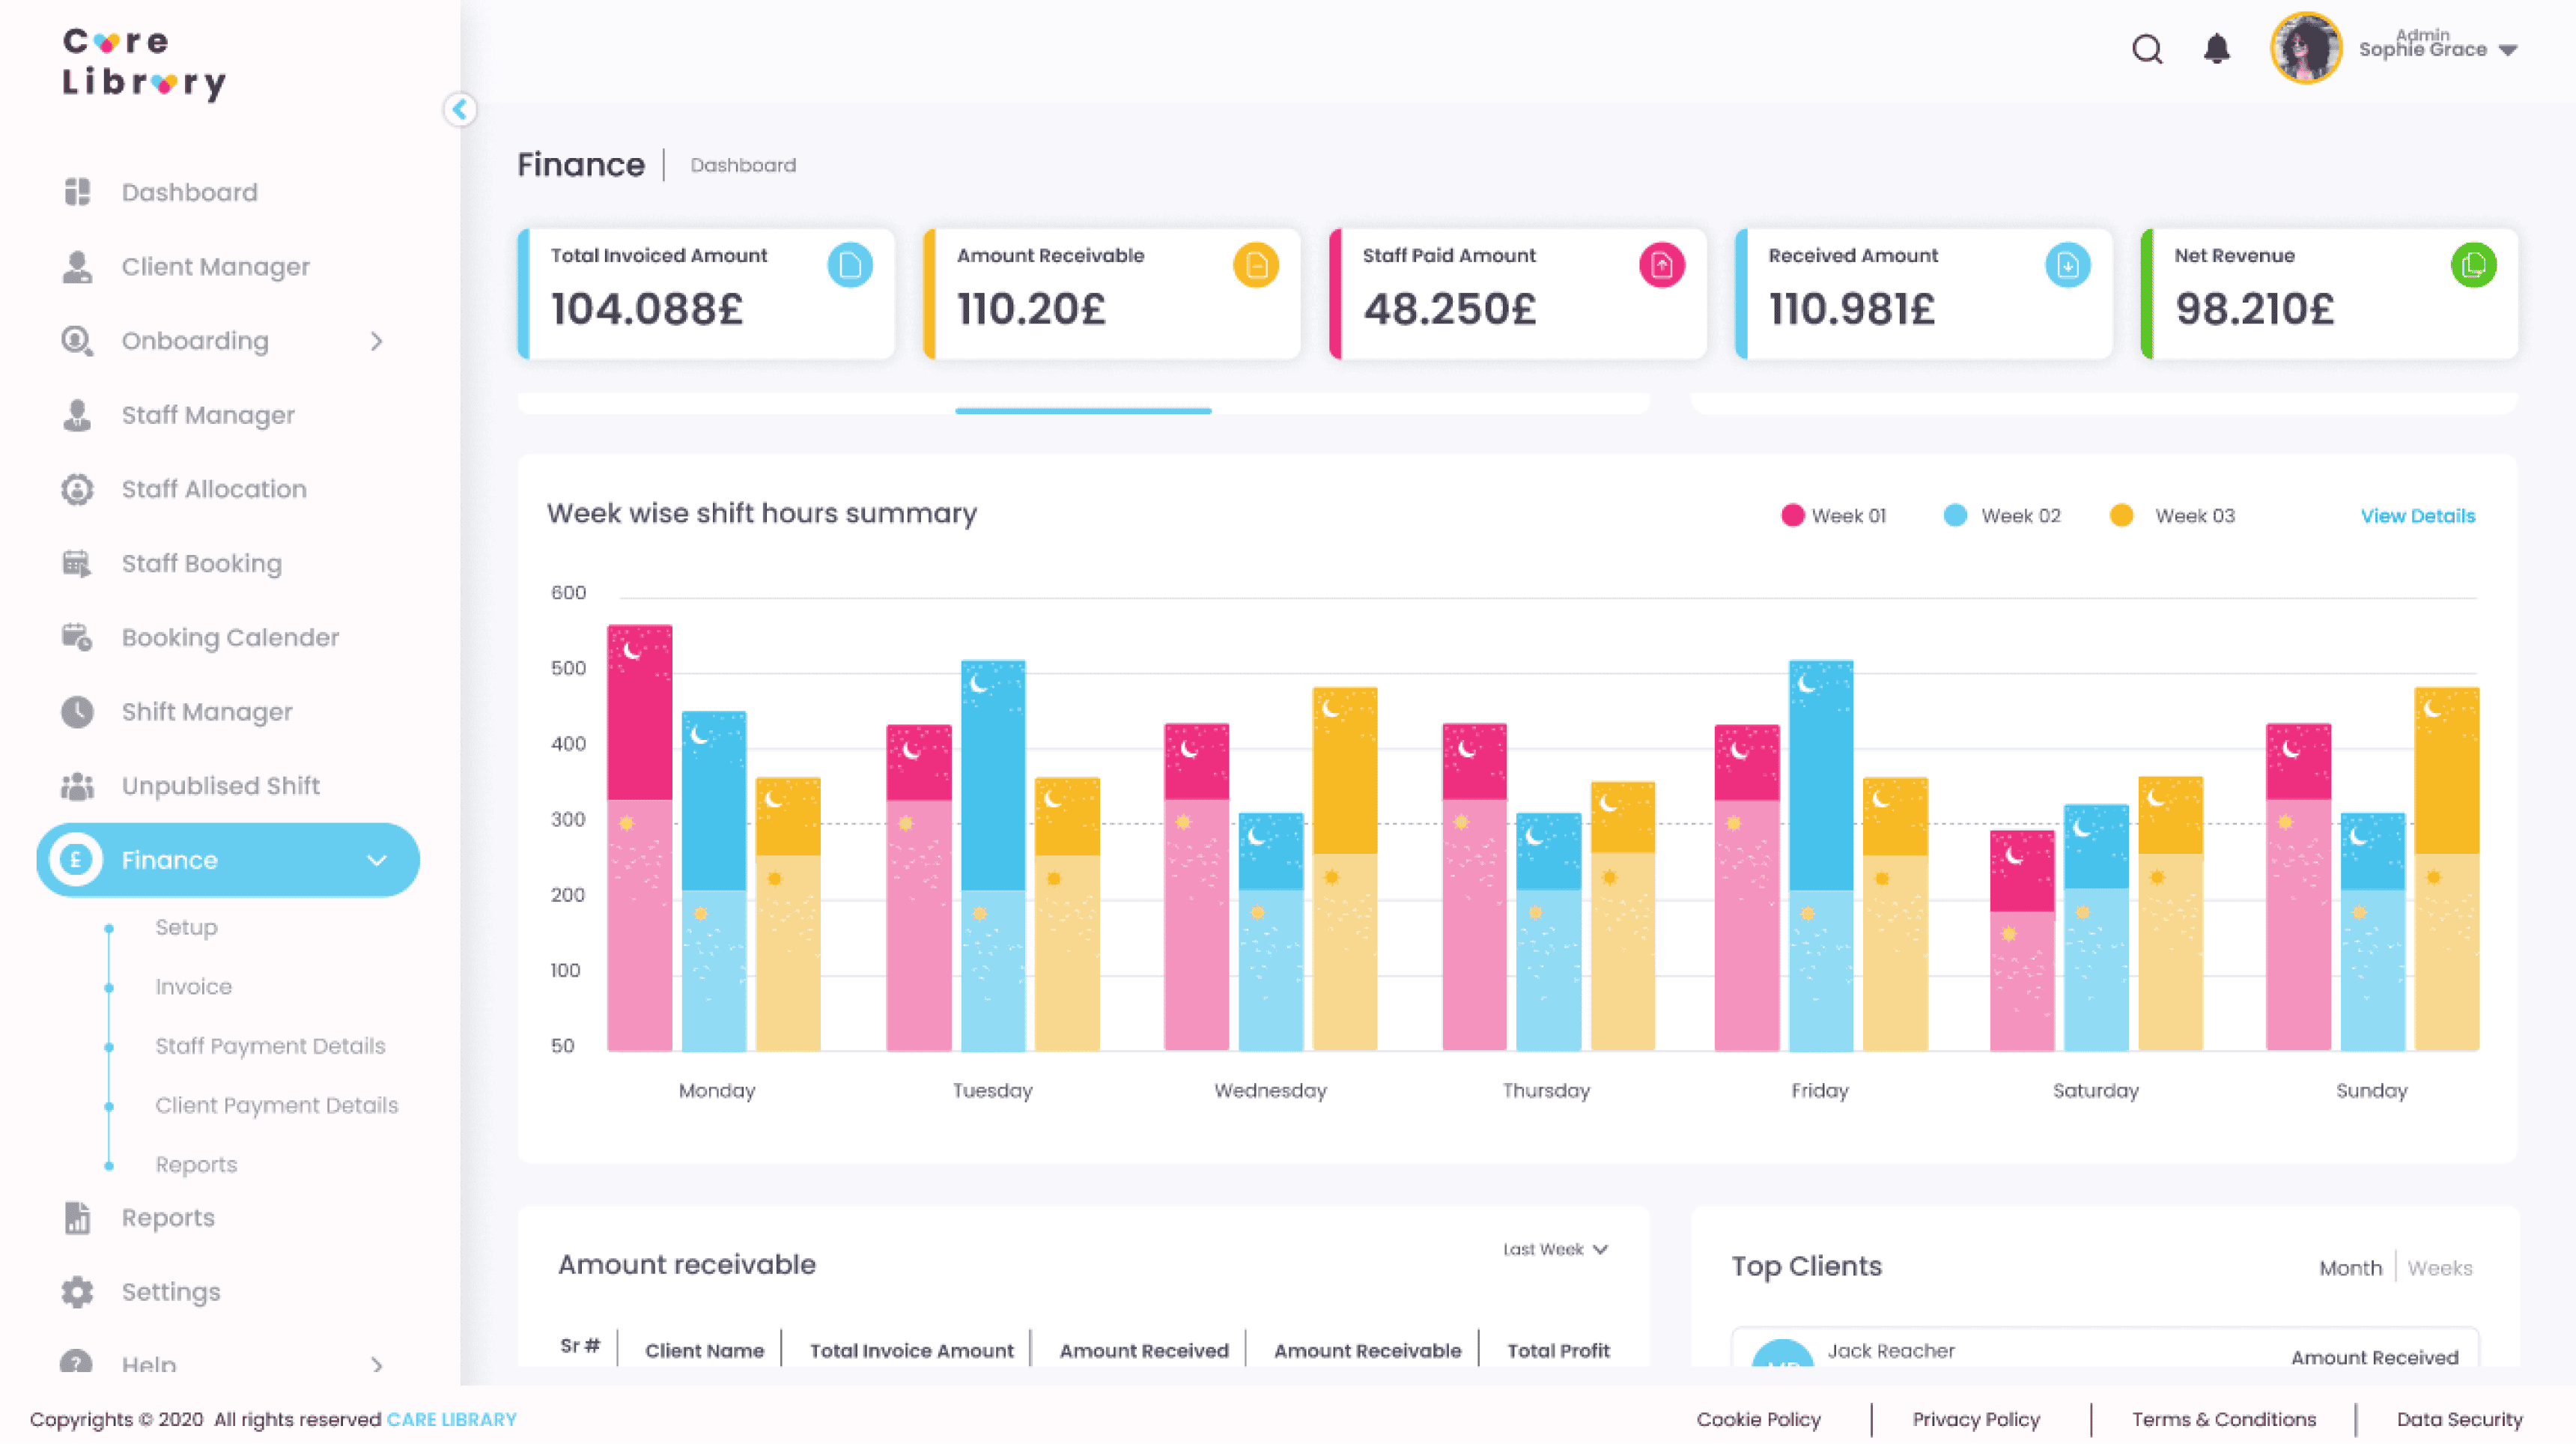 Care
Library
Admin
Sophie Grace
Finance
Dashboard
Dashboard
Client Manager
Onboarding
Staff Manager
Staff Allocation
Staff Booking
Booking Calender
Shift Manager
Unpublised Shift
£ Finance
Setup
Invoice
Staff Payment Details
Client Payment Details
Reports
Reports
Settings
? Help
Total Invoiced Amount
104.088£
Amount Receivable
110.20£
Staff Paid Amount
48.250£
Received Amount
110.981£
Net Revenue
98.210£
Week wise shift hours summary
Week 01 Week 02 Week 03 View Details
600
500
400
300
200
100
50
Monday Tuesday Wednesday Thursday Friday Saturday Sunday
Amount receivable
Last Week
Sr # Client Name Total Invoice Amount Amount Received Amount Receivable Total Profit
Top Clients
Month Weeks
Jack Reacher
Amount Received
Copyrights © 2020 All rights reserved CARE LIBRARY
Cookie Policy Privacy Policy Terms & Conditions Data Security